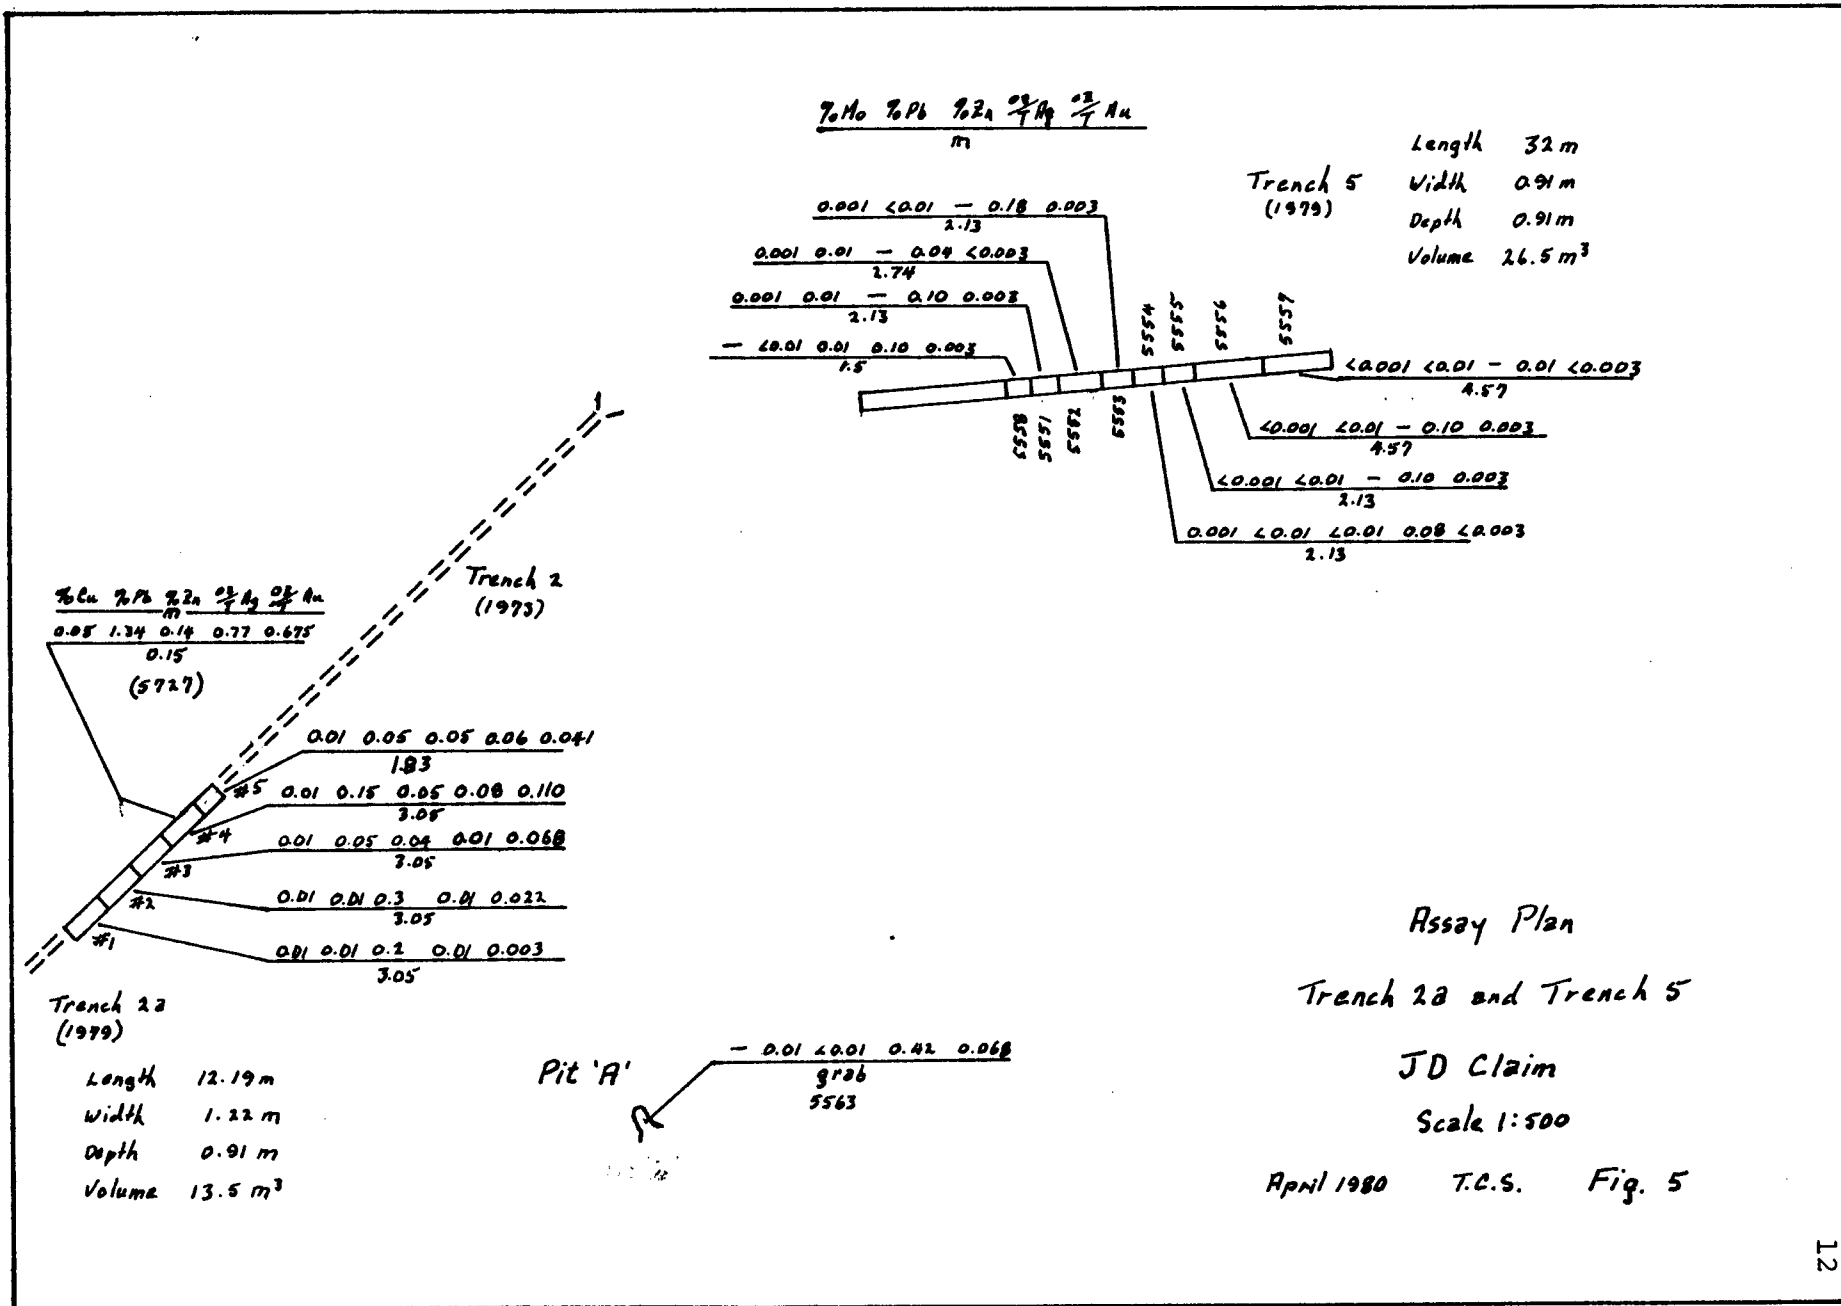 %Mo %Pb %Zn oz/T Ag oz/T Au
m
Trench 5
(1979)
Length 32 m
Width 0.91 m
Depth 0.91 m
Volume 26.5 m³
0.001 <0.01 — 0.18 0.003
2.13
0.001 0.01 — 0.04 <0.003
2.74
0.001 0.01 — 0.10 0.003
2.13
— <0.01 0.01 0.10 0.003
1.5
5554
5555
5556
5557
5558
5551
5552
5553
<0.001 <0.01 – 0.01 <0.003
4.57
<0.001 <0.01 – 0.10 0.003
4.57
<0.001 <0.01 – 0.10 0.003
2.13
0.001 <0.01 <0.01 0.08 <0.003
2.13
Trench 2
(1973)
%Cu %Pb %Zn oz/T Ag oz/T Au
m
0.05 1.34 0.14 0.77 0.675
0.15
(5727)
0.01 0.05 0.05 0.06 0.041
1.83
#5
0.01 0.15 0.05 0.08 0.110
3.05
#4
0.01 0.05 0.04 0.01 0.068
3.05
#3
0.01 0.01 0.3 0.01 0.022
3.05
#2
0.01 0.01 0.2 0.01 0.003
3.05
#1
Trench 2a
(1979)
Length 12.19 m
Width 1.22 m
Depth 0.91 m
Volume 13.5 m³
Pit 'A'
— 0.01 <0.01 0.42 0.068
grab
5563
Assay Plan
Trench 2a and Trench 5
JD Claim
Scale 1:500
April 1980 T.C.S. Fig. 5
12